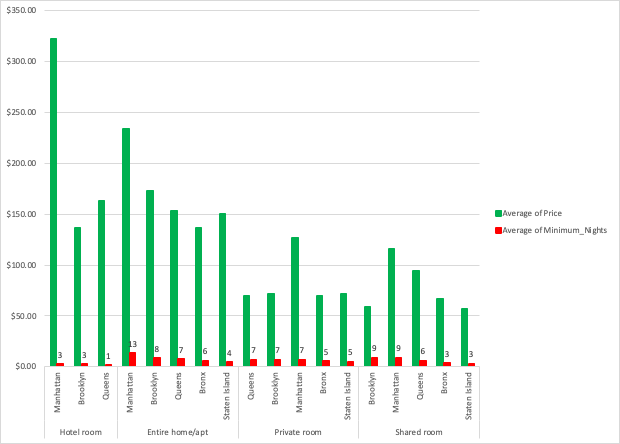 $350.00
$300.00
$250.00
$200.00
$150.00
$100.00
$50.00
$0.00
3 3 1 13 8 7 6 4 7 7 7 5 5 9 9 6 3 3
Manhattan Brooklyn Queens Manhattan Brooklyn Queens Bronx Staten Island Queens Brooklyn Manhattan Bronx Staten Island Brooklyn Manhattan Queens Bronx Staten Island
Hotel room Entire home/apt Private room Shared room
Average of Price
Average of Minimum_Nights